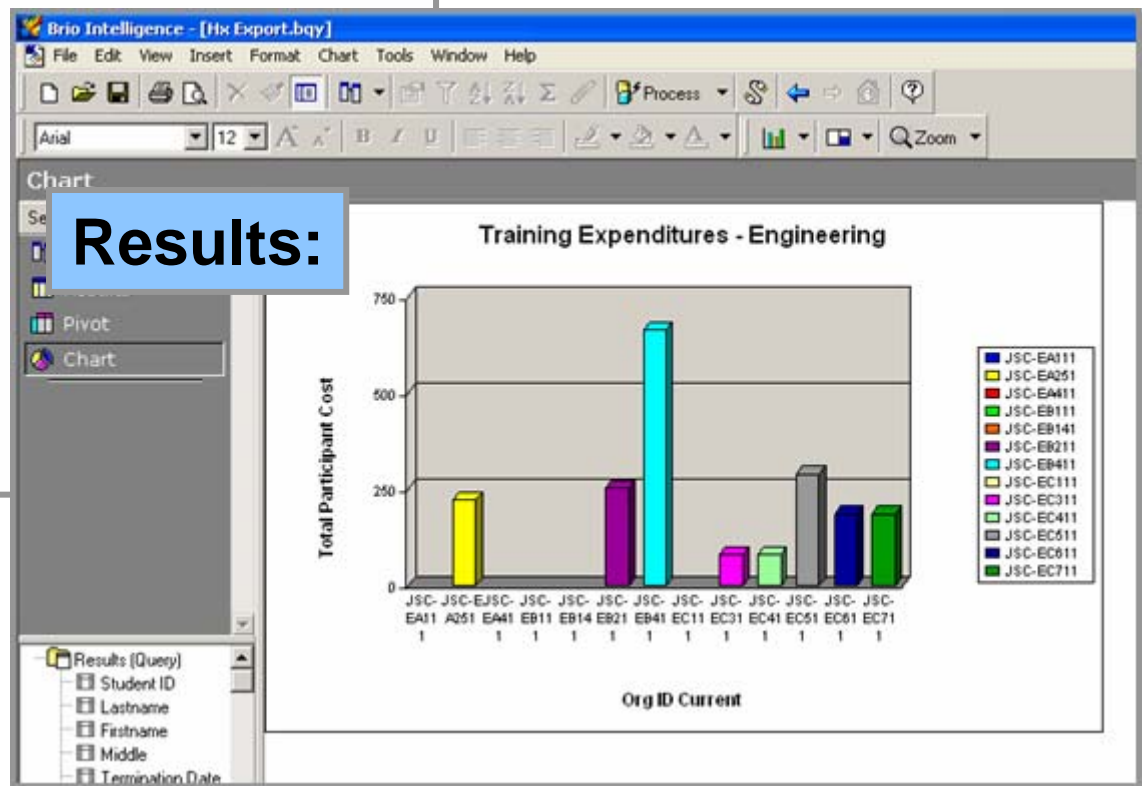 Brio Intelligence - [Hx Export.bqy]
File Edit View Insert Format Chart Tools Window Help
Process Zoom
Arial 12 B I U
Chart
Se
Results:
Pivot
Chart
Training Expenditures - Engineering
Total Participant Cost
750
500
250
0
JSC- JSC-E JSC- JSC- JSC- JSC- JSC- JSC- JSC- JSC- JSC- JSC- JSC-
EA11 A251 EA41 EB11 EB14 EB21 EB41 EC11 EC31 EC41 EC51 EC61 EC71
1 1 1 1 1 1 1 1 1 1 1 1
Org ID Current
JSC-EA111
JSC-EA251
JSC-EA411
JSC-EB111
JSC-EB141
JSC-EB211
JSC-EB411
JSC-EC111
JSC-EC311
JSC-EC411
JSC-EC511
JSC-EC611
JSC-EC711
Results (Query)
Student ID
Lastname
Firstname
Middle
Termination Date